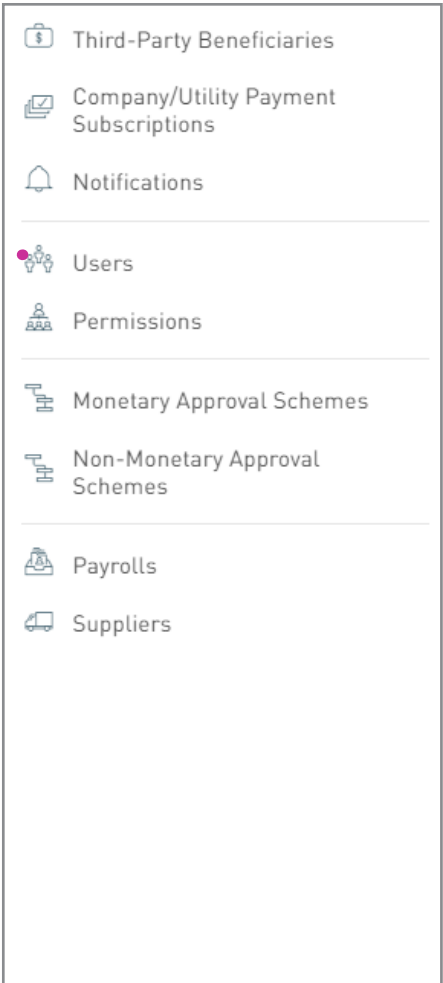 Third-Party Beneficiaries
Company/Utility Payment
Subscriptions
Notifications
Users
Permissions
Monetary Approval Schemes
Non-Monetary Approval
Schemes
Payrolls
Suppliers